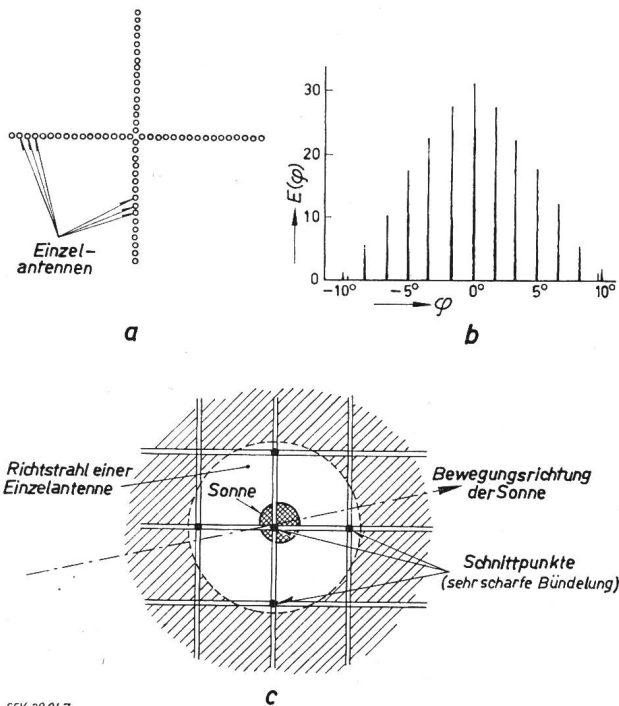 Einzel-
antennen
a
E(φ)
30
20
10
0
-10°
-5°
0°
5°
10°
φ
b
Richtstrahl einer
Einzelantenne
Sonne
Bewegungsrichtung
der Sonne
Schnittpunkte
(sehr scharfe Bündelung)
c